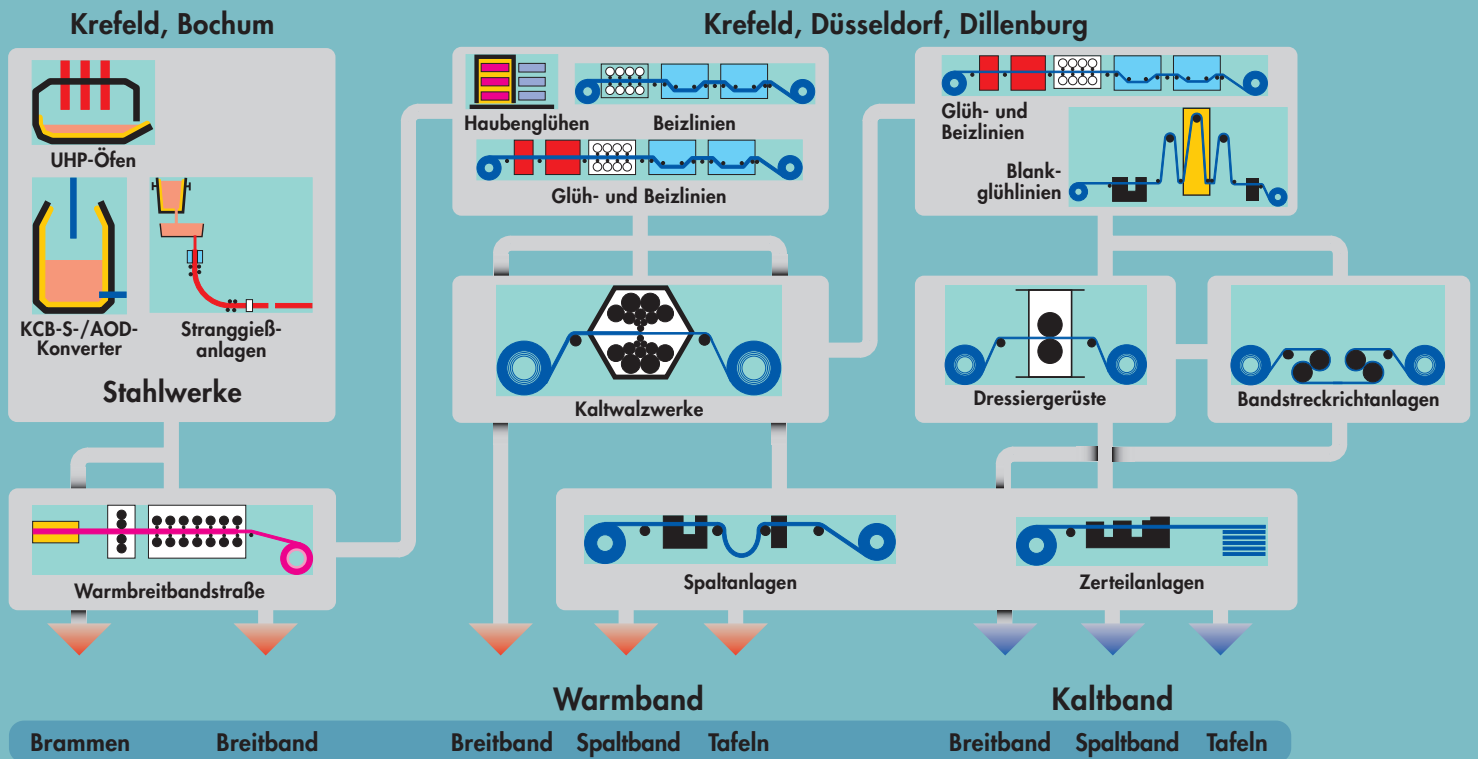 Krefeld, Bochum
UHP-Öfen
KCB-S-/AOD-
Konverter
Stranggieß-
anlagen
Stahlwerke
Warmbreitbandstraße
Krefeld, Düsseldorf, Dillenburg
Haubenglühen
Beizlinien
Glüh- und Beizlinien
Glüh- und
Beizlinien
Blank-
glühlinien
Kaltwalzwerke
Dressiergerüste
Bandstreckrichtanlagen
Spaltanlagen
Zerteilanlagen
Warmband
Kaltband
Brammen
Breitband
Breitband
Spaltband
Tafeln
Breitband
Spaltband
Tafeln